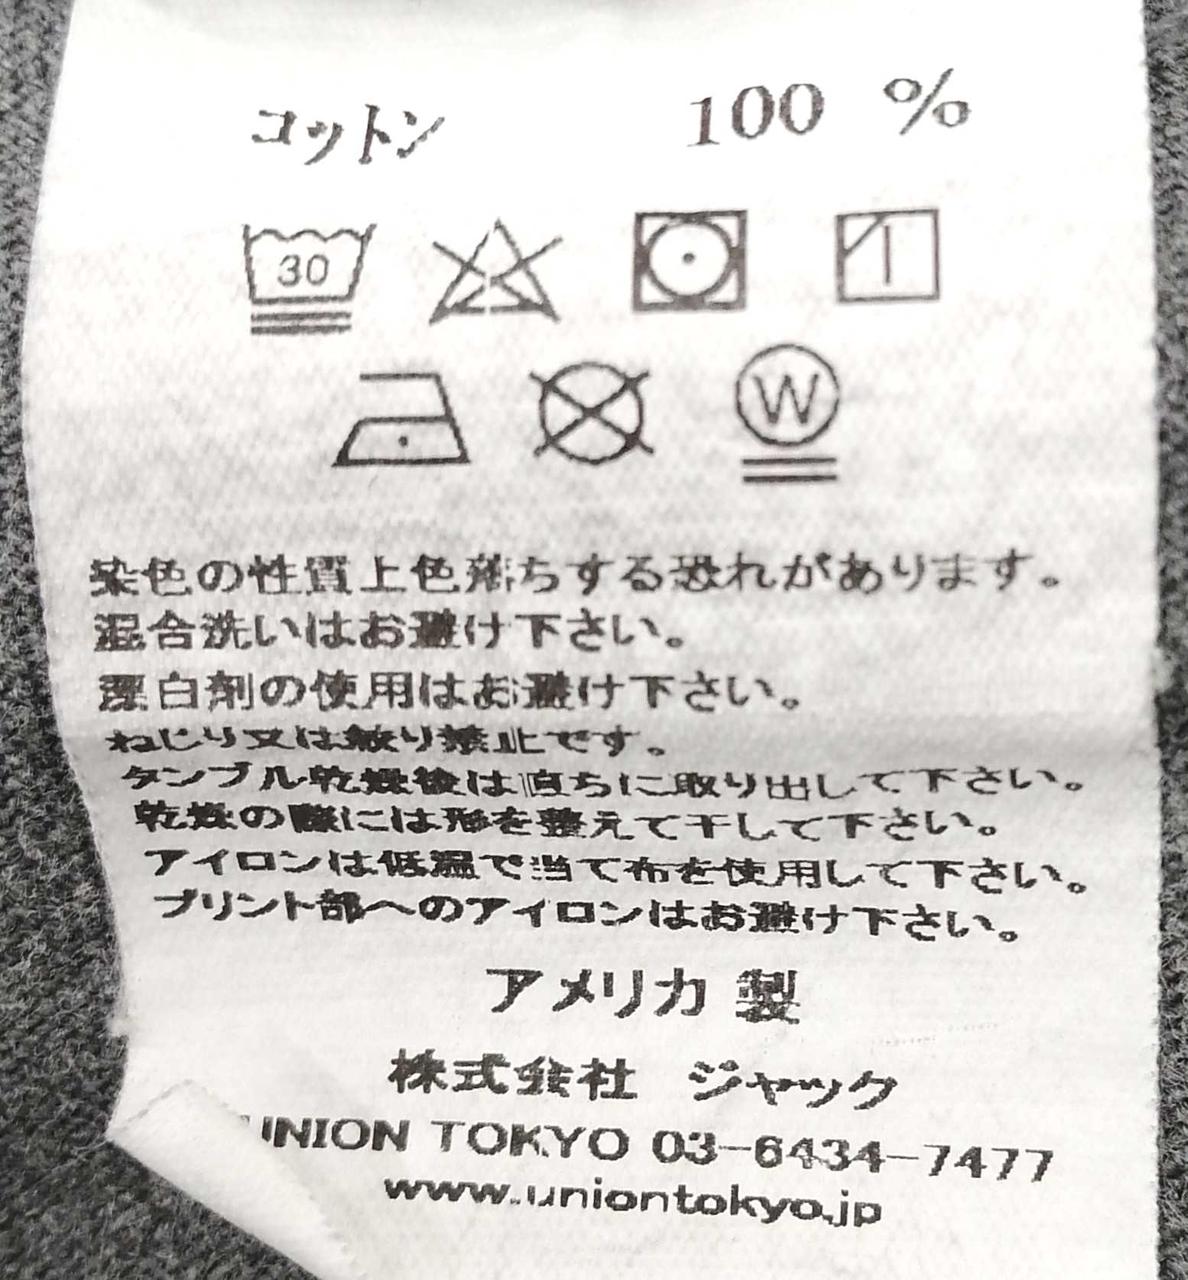 コットン 100 %
30
W
染色の性質上色落ちする恐れがあります。
混合洗いはお避け下さい。
漂白剤の使用はお避け下さい。
ねじり又は絞り禁止です。
タンブル乾燥後は直ちに取り出して下さい。
乾燥の際には形を整えて干して下さい。
アイロンは低温で当て布を使用して下さい。
プリント部へのアイロンはお避け下さい。
アメリカ 製
株式会社 ジャック
UNION TOKYO 03-6434-7477
www.uniontokyo.jp